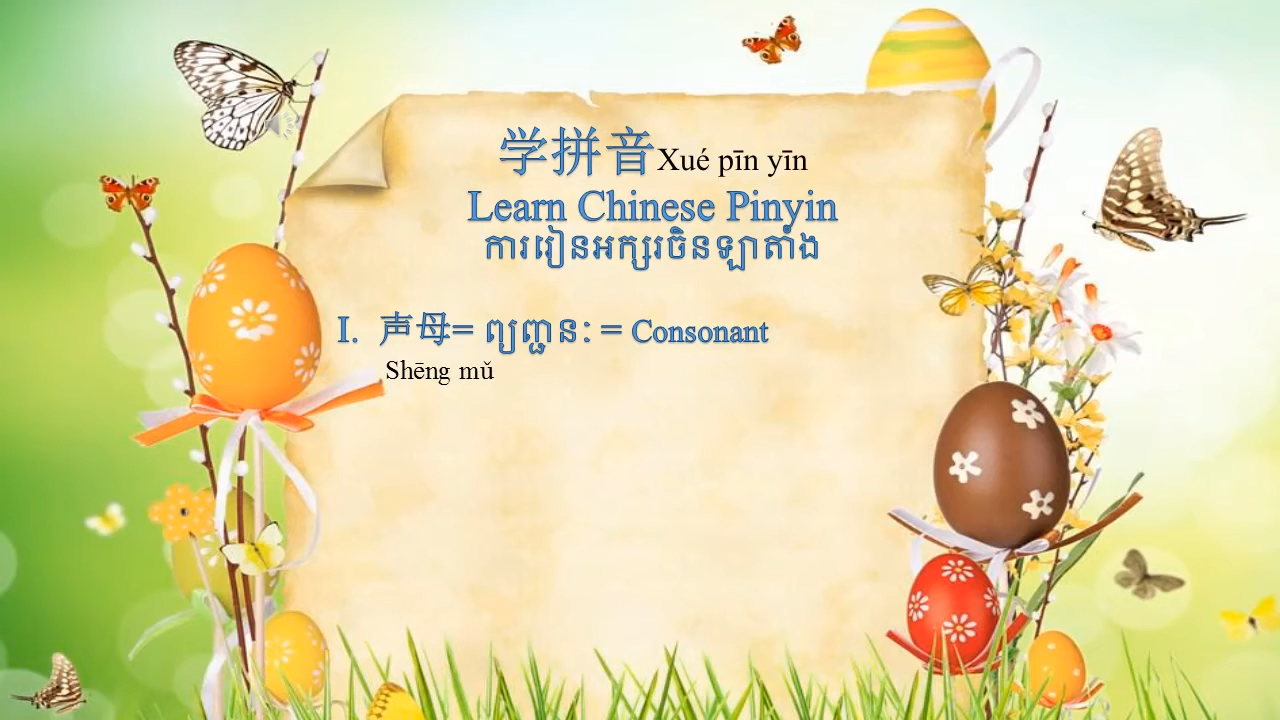 学拼音Xué pīn yīn
Learn Chinese Pinyin
ការរៀនអក្សរចិនឡាតាំង
I. 声母= ព្យញ្ជនៈ = Consonant
Shēng mǔ